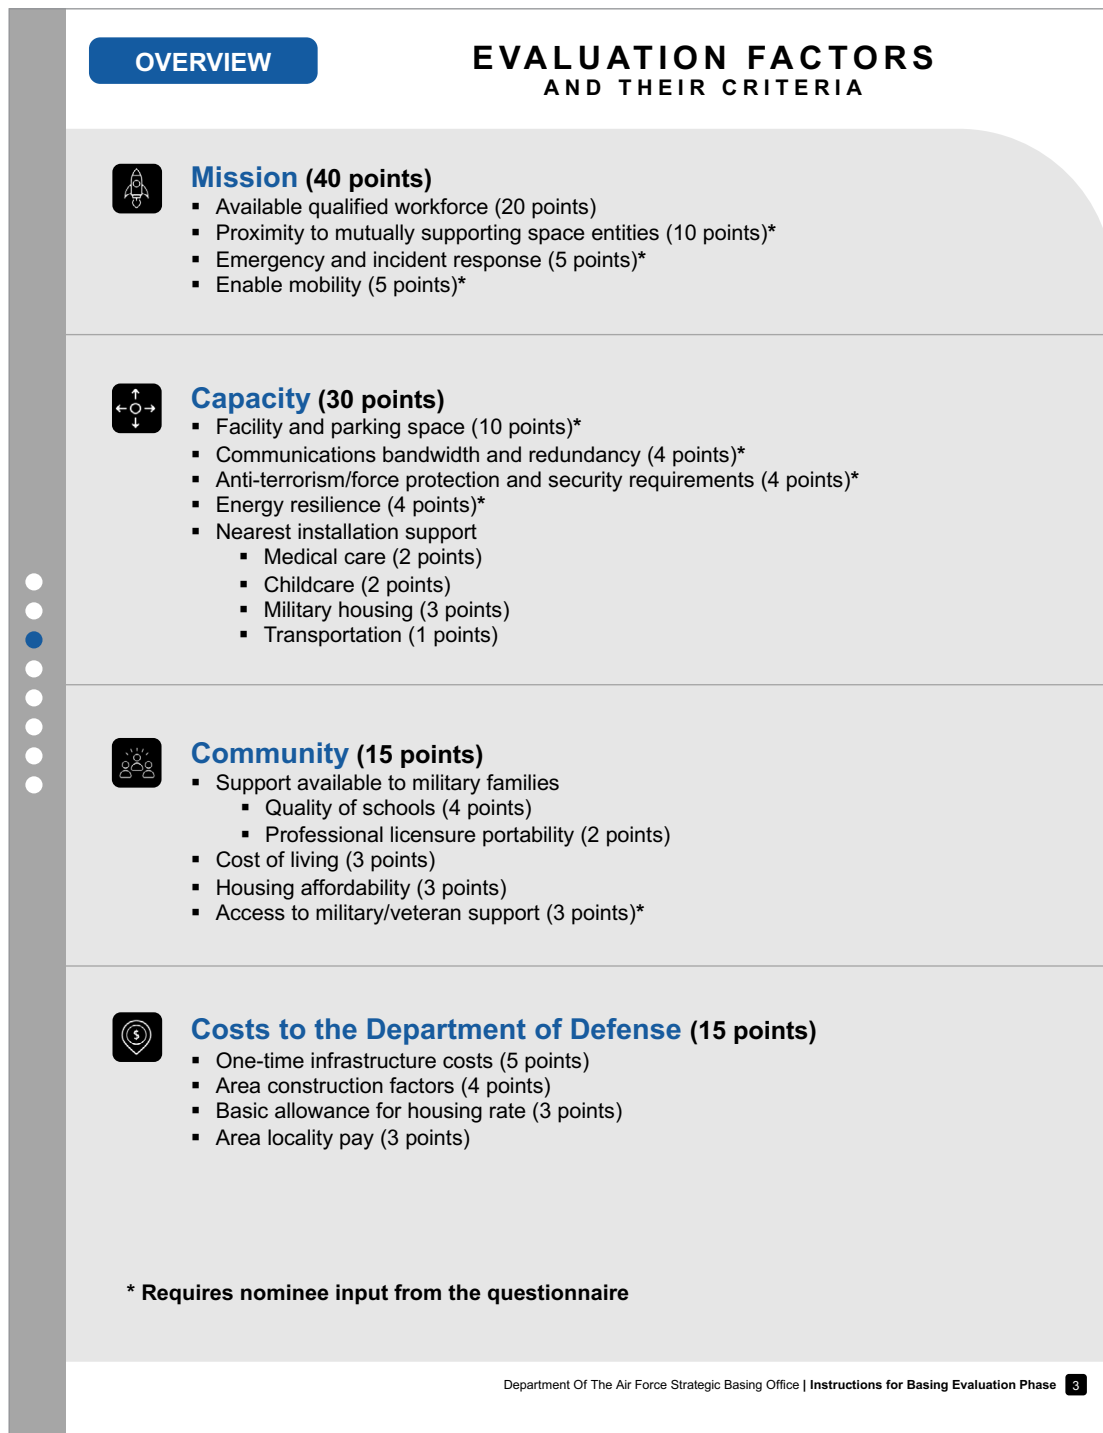 OVERVIEW
EVALUATION FACTORS
AND THEIR CRITERIA
Mission (40 points)
▪ Available qualified workforce (20 points)
▪ Proximity to mutually supporting space entities (10 points)*
▪ Emergency and incident response (5 points)*
▪ Enable mobility (5 points)*
Capacity (30 points)
▪ Facility and parking space (10 points)*
▪ Communications bandwidth and redundancy (4 points)*
▪ Anti-terrorism/force protection and security requirements (4 points)*
▪ Energy resilience (4 points)*
▪ Nearest installation support
▪ Medical care (2 points)
▪ Childcare (2 points)
▪ Military housing (3 points)
▪ Transportation (1 points)
Community (15 points)
▪ Support available to military families
▪ Quality of schools (4 points)
▪ Professional licensure portability (2 points)
▪ Cost of living (3 points)
▪ Housing affordability (3 points)
▪ Access to military/veteran support (3 points)*
$
Costs to the Department of Defense (15 points)
▪ One-time infrastructure costs (5 points)
▪ Area construction factors (4 points)
▪ Basic allowance for housing rate (3 points)
▪ Area locality pay (3 points)
* Requires nominee input from the questionnaire
Department Of The Air Force Strategic Basing Office | Instructions for Basing Evaluation Phase 3